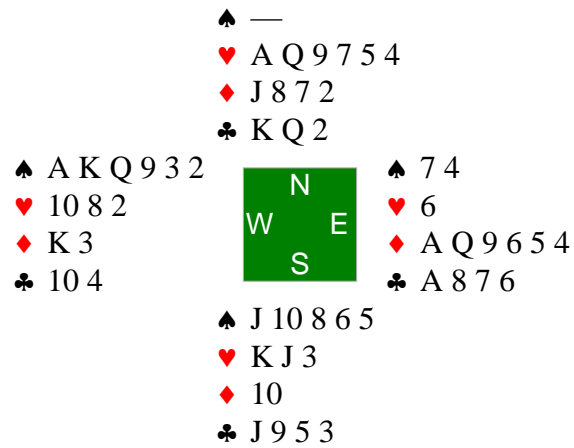 ♠ —
♥ A Q 9 7 5 4
♦ J 8 7 2
♣ K Q 2
♠ A K Q 9 3 2
♥ 10 8 2
♦ K 3
♣ 10 4
N
W E
S
♠ 7 4
♥ 6
♦ A Q 9 6 5 4
♣ A 8 7 6
♠ J 10 8 6 5
♥ K J 3
♦ 10
♣ J 9 5 3